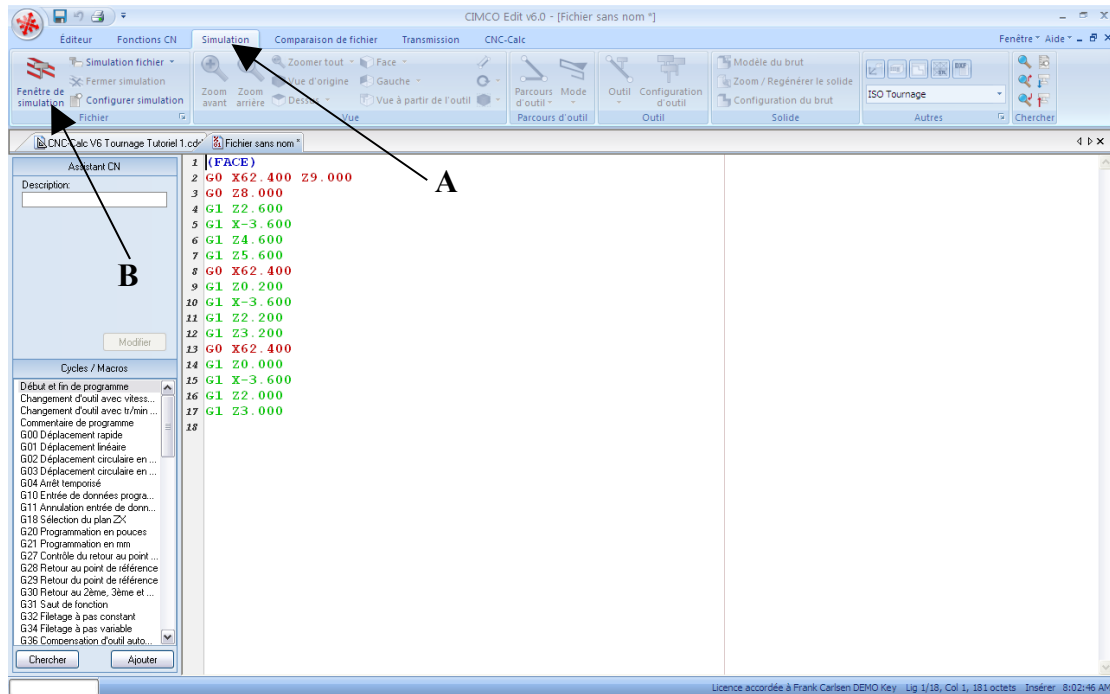 CIMCO Edit v6.0 - [Fichier sans nom *]
Éditeur Fonctions CN Simulation Comparaison de fichier Transmission CNC-Calc Fenêtre Aide
Simulation fichier
Fermer simulation
Configurer simulation
Fenêtre de simulation
Fichier
Zoom avant
Zoom arrière
Zoomer tout
Vue d'origine
Dessus
Face
Gauche
Vue à partir de l'outil
Vue
Parcours d'outil
Mode
Parcours d'outil
Outil
Configuration d'outil
Outil
Modèle du brut
Zoom / Regénérer le solide
Configuration du brut
Solide
DXF
ISO Tournage
Autres
Chercher
CNC-Calc V6 Tournage Tutoriel 1.cdd
Fichier sans nom *
Assistant CN
Description:
Modifier
Cycles / Macros
Début et fin de programme
Changement d'outil avec vitess...
Changement d'outil avec tr/min ...
Commentaire de programme
G00 Déplacement rapide
G01 Déplacement linéaire
G02 Déplacement circulaire en ...
G03 Déplacement circulaire en ...
G04 Arrêt temporisé
G10 Entrée de données progra...
G11 Annulation entrée de donn...
G18 Sélection du plan ZX
G20 Programmation en pouces
G21 Programmation en mm
G27 Contrôle du retour au point ...
G28 Retour au point de référence
G29 Retour du point de référence
G30 Retour au 2ème, 3ème et ...
G31 Saut de fonction
G32 Filetage à pas constant
G34 Filetage à pas variable
G36 Compensation d'outil auto...
Chercher Ajouter
1 (FACE)
2 G0 X62.400 Z9.000
3 G0 Z8.000
4 G1 Z2.600
5 G1 X-3.600
6 G1 Z4.600
7 G1 Z5.600
8 G0 X62.400
9 G1 Z0.200
10 G1 X-3.600
11 G1 Z2.200
12 G1 Z3.200
13 G0 X62.400
14 G1 Z0.000
15 G1 X-3.600
16 G1 Z2.000
17 G1 Z3.000
18
A
B
Licence accordée à Frank Carlsen DEMO Key Lig 1/18, Col 1, 181 octets Insérer 8:02:46 AM